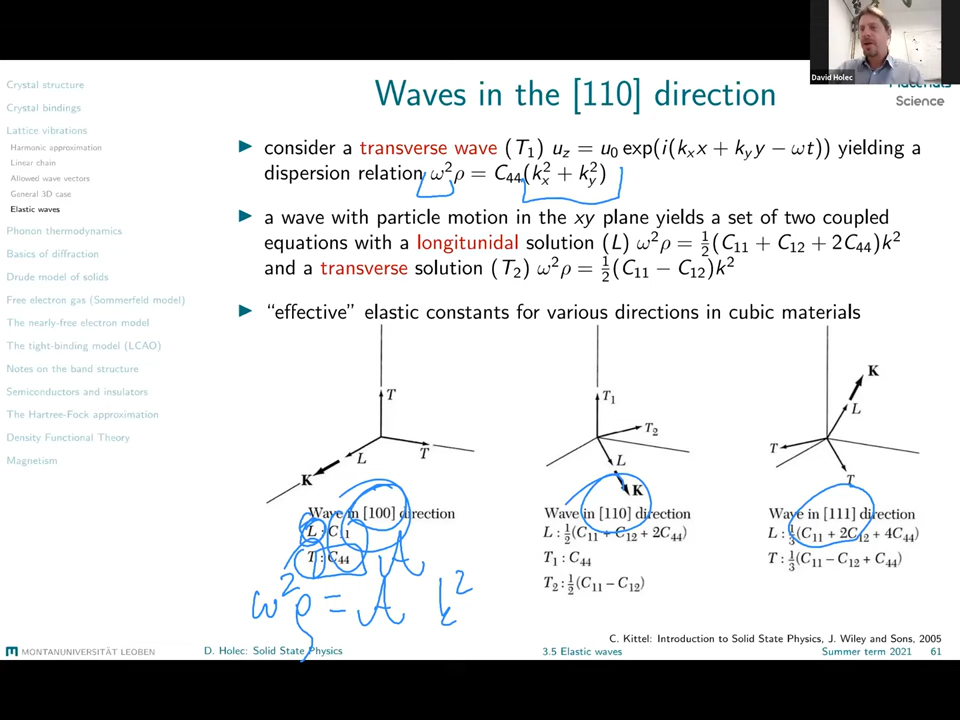 David Holec
Materials
Science
Crystal structure
Crystal bindings
Lattice vibrations
Harmonic approximation
Linear chain
Allowed wave vectors
General 3D case
Elastic waves
Phonon thermodynamics
Basics of diffraction
Drude model of solids
Free electron gas (Sommerfeld model)
The nearly-free electron model
The tight-binding model (LCAO)
Notes on the band structure
Semiconductors and insulators
The Hartree-Fock approximation
Density Functional Theory
Magnetism
Waves in the [110] direction
consider a transverse wave (T₁) u_z = u₀ exp(i(k_x x + k_y y − ωt)) yielding a
dispersion relation ω²ρ = C₄₄(k_x² + k_y²)
a wave with particle motion in the xy plane yields a set of two coupled
equations with a longtunidal solution (L) ω²ρ = ½(C₁₁ + C₁₂ + 2C₄₄)k²
and a transverse solution (T₂) ω²ρ = ½(C₁₁ − C₁₂)k²
“effective” elastic constants for various directions in cubic materials
T
L
T
K
Wave in [100] direction
L : C₁₁
T : C₄₄
T₁
T₂
L
K
Wave in [110] direction
L : ½(C₁₁ + C₁₂ + 2C₄₄)
T₁ : C₄₄
T₂ : ½(C₁₁ − C₁₂)
K
L
T
T
Wave in [111] direction
L : ⅓(C₁₁ + 2C₁₂ + 4C₄₄)
T : ⅓(C₁₁ − C₁₂ + C₄₄)
A
ω²ρ = A k²
C. Kittel: Introduction to Solid State Physics, J. Wiley and Sons, 2005
MONTANUNIVERSITÄT LEOBEN
D. Holec: Solid State Physics
3.5 Elastic waves
Summer term 2021 61